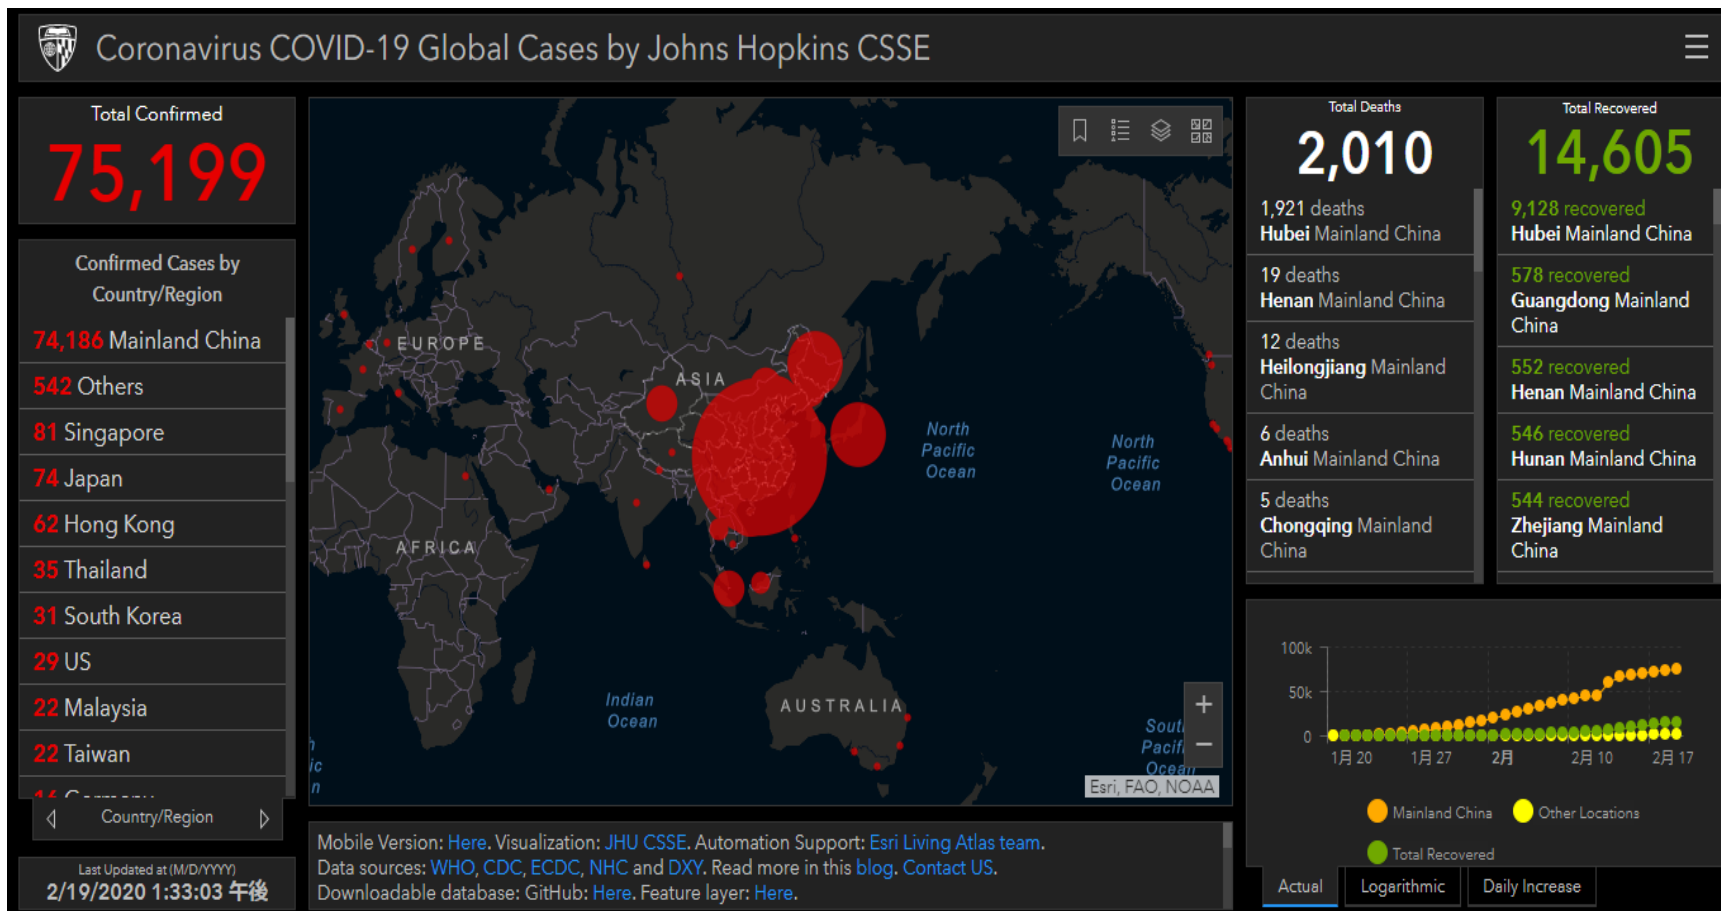 Coronavirus COVID-19 Global Cases by Johns Hopkins CSSE
Total Confirmed
75,199
Confirmed Cases by
Country/Region
74,186 Mainland China
542 Others
81 Singapore
74 Japan
62 Hong Kong
35 Thailand
31 South Korea
29 US
22 Malaysia
22 Taiwan
16 Germany
Country/Region
Last Updated at (M/D/YYYY)
2/19/2020 1:33:03 午後
EUROPE
ASIA
AFRICA
AUSTRALIA
North
Pacific
Ocean
North
Pacific
Ocean
Indian
Ocean
Ocean
ic
n
+
−
Esri, FAO, NOAA
Mobile Version: Here. Visualization: JHU CSSE. Automation Support: Esri Living Atlas team.
Data sources: WHO, CDC, ECDC, NHC and DXY. Read more in this blog. Contact US.
Downloadable database: GitHub: Here. Feature layer: Here.
Total Deaths
2,010
1,921 deaths
Hubei Mainland China
19 deaths
Henan Mainland China
12 deaths
Heilongjiang Mainland
China
6 deaths
Anhui Mainland China
5 deaths
Chongqing Mainland
China
Total Recovered
14,605
9,128 recovered
Hubei Mainland China
578 recovered
Guangdong Mainland
China
552 recovered
Henan Mainland China
546 recovered
Hunan Mainland China
544 recovered
Zhejiang Mainland
China
100k
50k
0
1月 20
1月 27
2月
2月 10
2月 17
Mainland China
Other Locations
Total Recovered
Actual
Logarithmic
Daily Increase